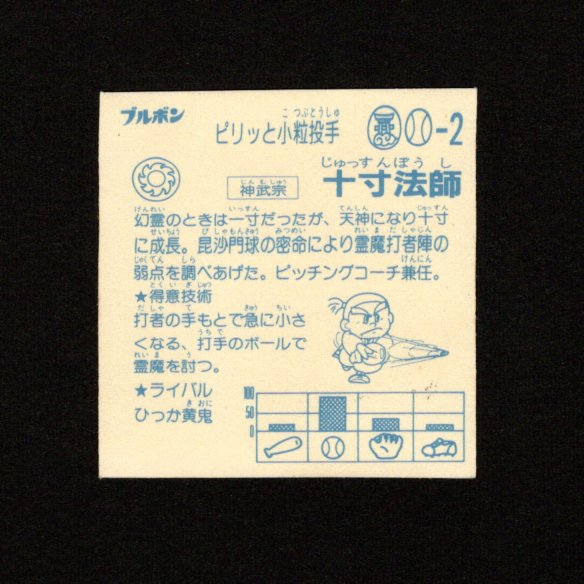 ブルボン
こつぶとうしゅ
ピリッと小粒投手
-2
じゅっすんぼうし
十寸法師
じんむしゅう
神武宗
げんれい いっすん てんしん じゅっすん
幻霊のときは一寸だったが、天神になり十寸
せいちょう びしゃもんきゅう みつめい れいまだしゃじん
に成長。毘沙門球の密命により霊魔打者陣の
じゃくてん しら けんにん
弱点を調べあげた。ピッチングコーチ兼任。
とくいぎじゅつ
★得意技術
だしゃ て きゅう ちい
打者の手もとで急に小さ
うちで
くなる、打手のボールで
れいま う
霊魔を討つ。
★ライバル
きおに
ひっか黄鬼
100
50
0